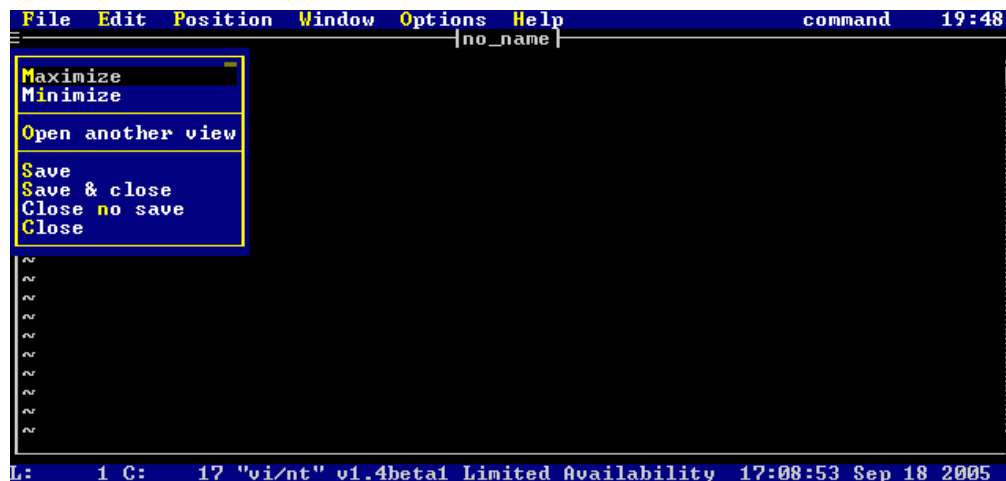 File Edit Position Window Options Help command 19:48
no_name
Maximize
Minimize
Open another view
Save
Save & close
Close no save
Close
~
~
~
~
~
~
~
~
~
~
L: 1 C: 17 "vi/nt" v1.4beta1 Limited Availability 17:08:53 Sep 18 2005